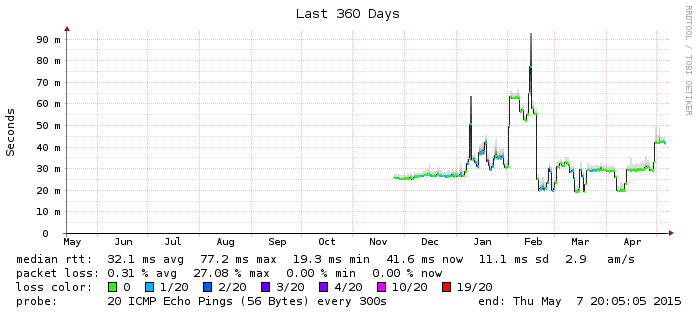 Last 360 Days
RRDTOOL / TOBI OETIKER
Seconds
90 m
80 m
70 m
60 m
50 m
40 m
30 m
20 m
10 m
0
May Jun Jul Aug Sep Oct Nov Dec Jan Feb Mar Apr
median rtt: 32.1 ms avg 77.2 ms max 19.3 ms min 41.6 ms now 11.1 ms sd 2.9 am/s
packet loss: 0.31 % avg 27.08 % max 0.00 % min 0.00 % now
loss color: 0 1/20 2/20 3/20 4/20 10/20 19/20
probe: 20 ICMP Echo Pings (56 Bytes) every 300s end: Thu May 7 20:05:05 2015